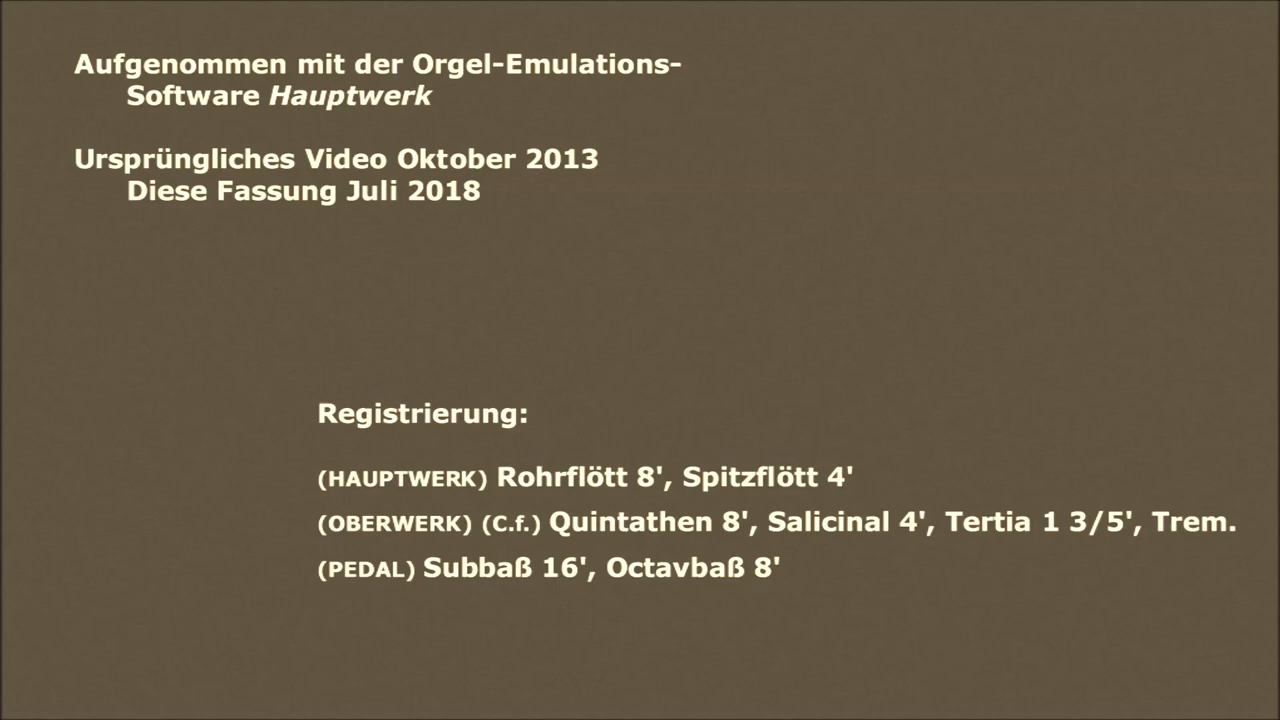 Aufgenommen mit der Orgel-Emulations-
Software Hauptwerk
Ursprüngliches Video Oktober 2013
Diese Fassung Juli 2018
Registrierung:
(HAUPTWERK) Rohrflött 8', Spitzflött 4'
(OBERWERK) (C.f.) Quintathen 8', Salicinal 4', Tertia 1 3/5', Trem.
(PEDAL) Subbaß 16', Octavbaß 8'